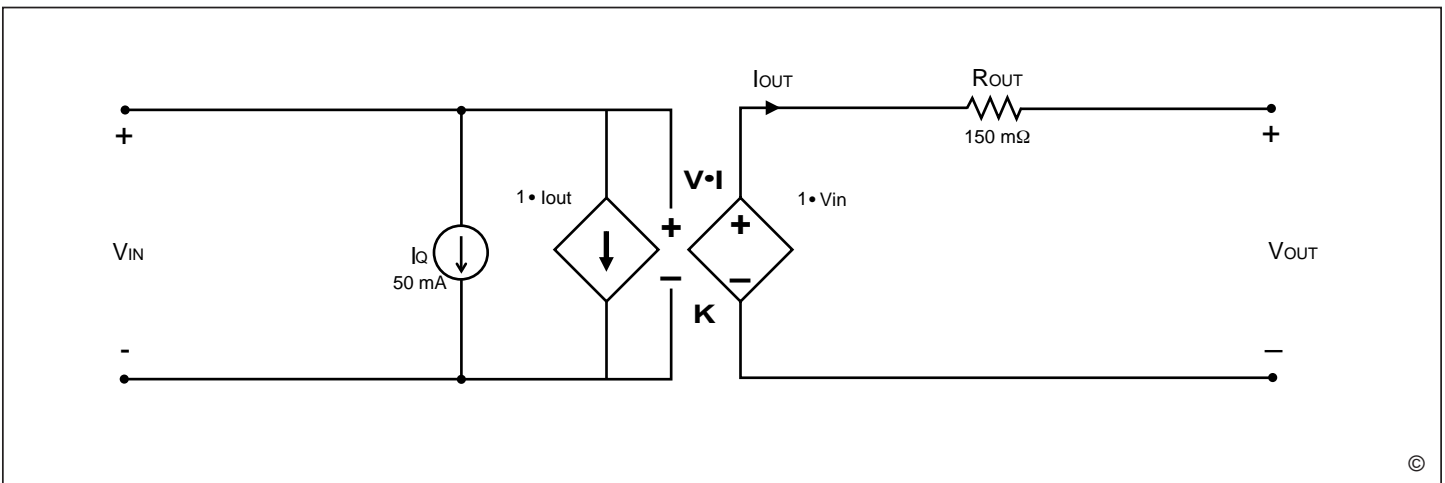 IOUT
ROUT
150 mΩ
+
+
1• Iout
V•I
1• Vin
+
+
VIN
IQ
50 mA
VOUT
–
–
K
-
–
©